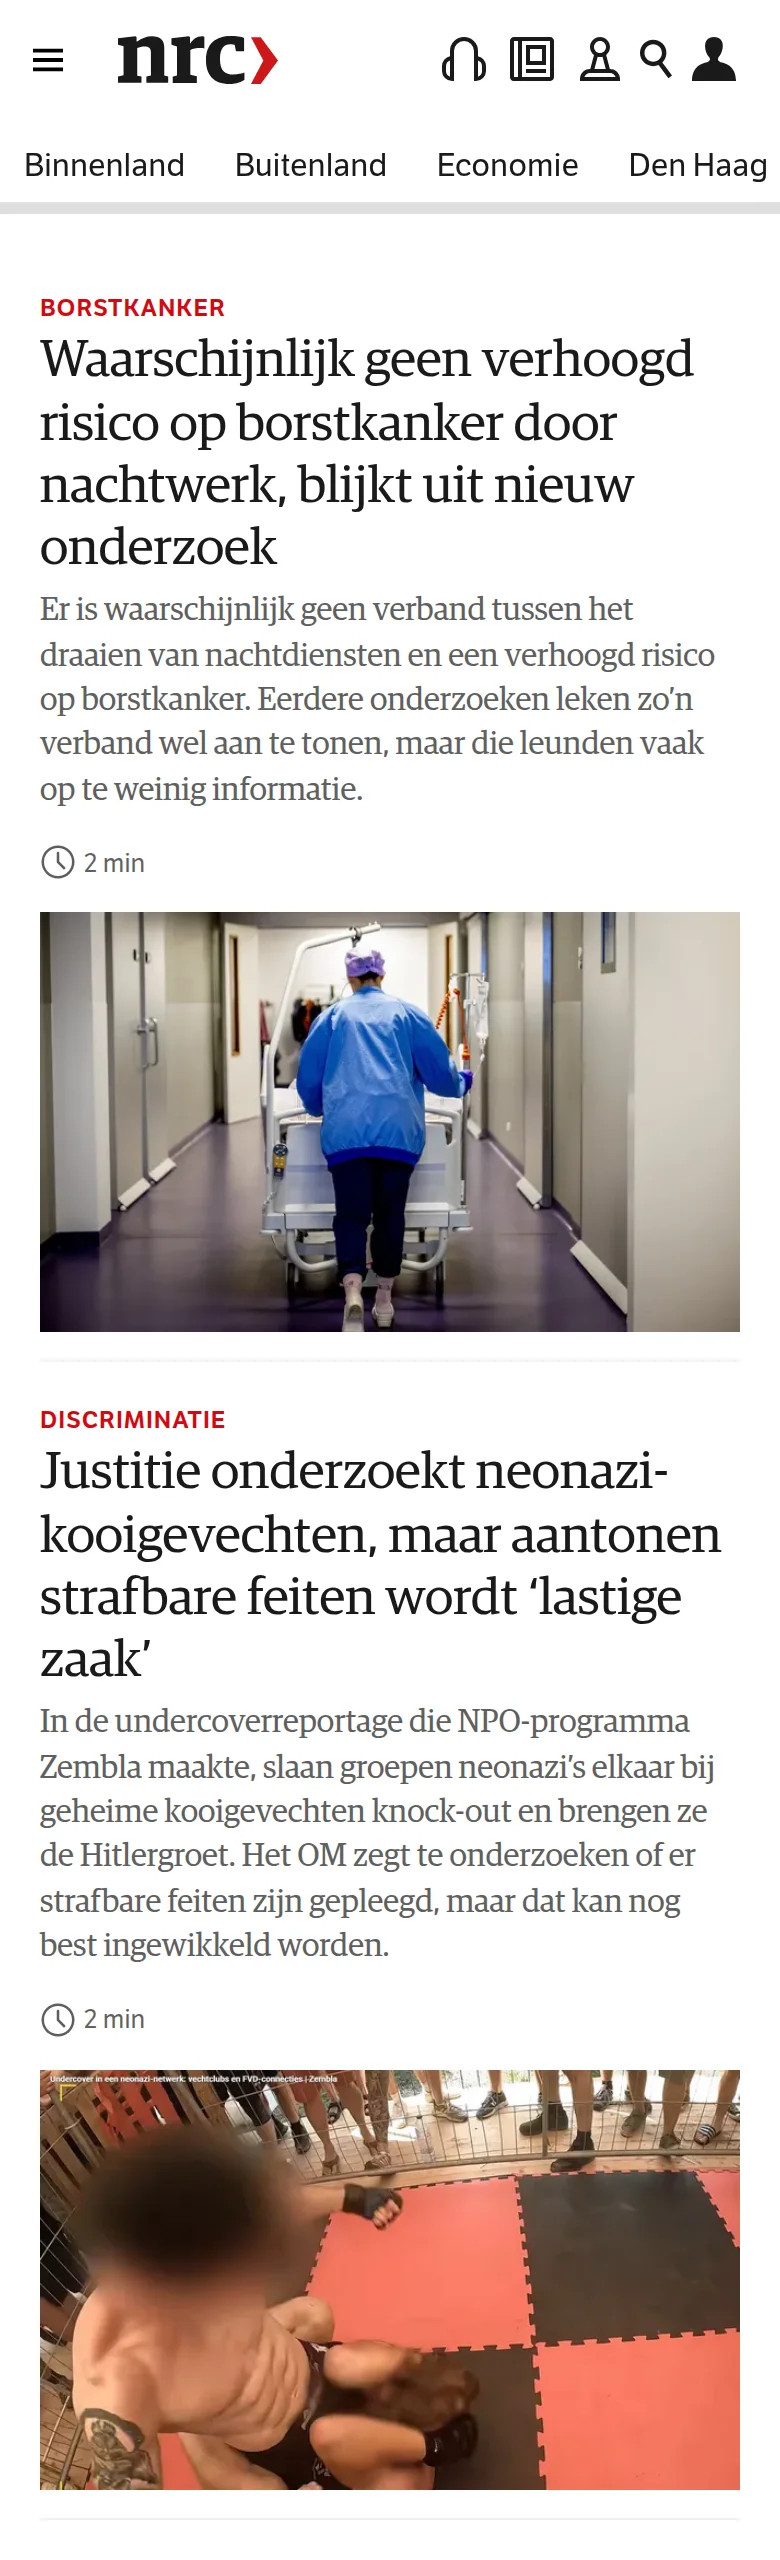 nrc
Binnenland Buitenland Economie Den Haag
BORSTKANKER
Waarschijnlijk geen verhoogd
risico op borstkanker door
nachtwerk, blijkt uit nieuw
onderzoek
Er is waarschijnlijk geen verband tussen het
draaien van nachtdiensten en een verhoogd risico
op borstkanker. Eerdere onderzoeken leken zo’n
verband wel aan te tonen, maar die leunden vaak
op te weinig informatie.
2 min
DISCRIMINATIE
Justitie onderzoekt neonazi-
kooigevechten, maar aantonen
strafbare feiten wordt ‘lastige
zaak’
In de undercoverreportage die NPO-programma
Zembla maakte, slaan groepen neonazi’s elkaar bij
geheime kooigevechten knock-out en brengen ze
de Hitlergroet. Het OM zegt te onderzoeken of er
strafbare feiten zijn gepleegd, maar dat kan nog
best ingewikkeld worden.
2 min
Undercover in een neonazi-netwerk: vechtclubs en FVD-connecties | Zembla